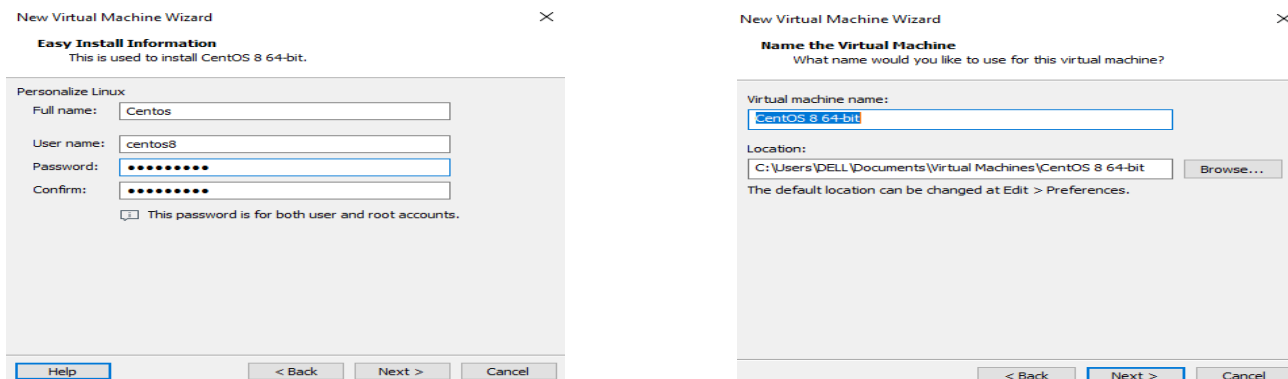 New Virtual Machine Wizard
Easy Install Information
This is used to install CentOS 8 64-bit.
Personalize Linux
Full name: Centos
User name: centos8
Password: •••••••••
Confirm: •••••••••
This password is for both user and root accounts.
Help < Back Next > Cancel
New Virtual Machine Wizard
Name the Virtual Machine
What name would you like to use for this virtual machine?
Virtual machine name:
CentOS 8 64-bit
Location:
C:\Users\DELL\Documents\Virtual Machines\CentOS 8 64-bit Browse...
The default location can be changed at Edit > Preferences.
< Back Next > Cancel